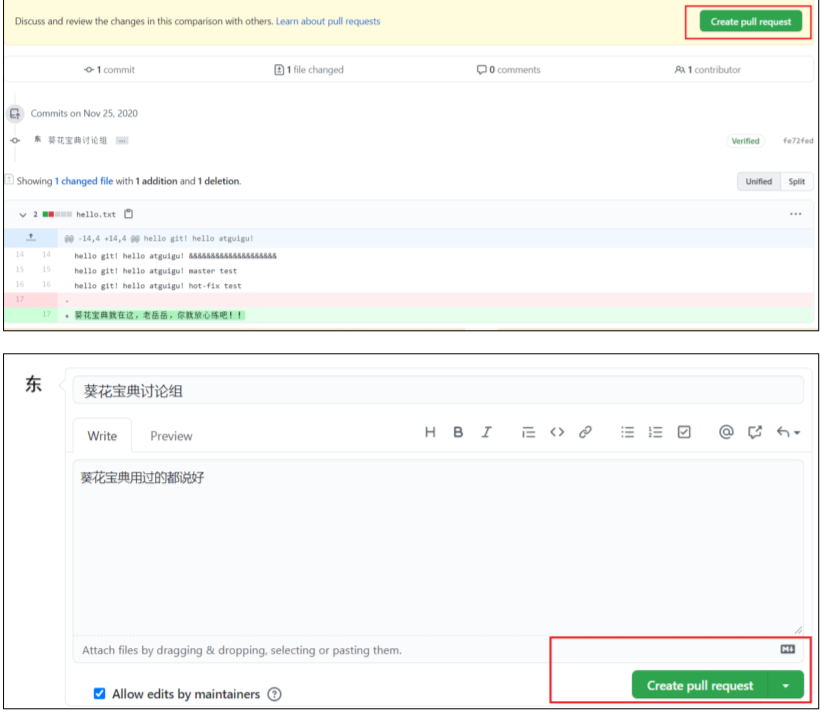 Discuss and review the changes in this comparison with others. Learn about pull requests
Create pull request
1 commit
1 file changed
0 comments
1 contributor
Commits on Nov 25, 2020
东 葵花宝典讨论组 ...
Verified
fe72fed
Showing 1 changed file with 1 addition and 1 deletion.
Unified Split
2 hello.txt ...
@@ -14,4 +14,4 @@ hello git! hello atguigu!
14 14 hello git! hello atguigu! &&&&&&&&&&&&&&&&&&&&
15 15 hello git! hello atguigu! master test
16 16 hello git! hello atguigu! hot-fix test
17 -
17 + 葵花宝典就在这，老岳岳，你就放心练吧！！
东
葵花宝典讨论组
Write Preview
H B I
葵花宝典用过的都说好
Attach files by dragging & dropping, selecting or pasting them.
M↓
Allow edits by maintainers ?
Create pull request